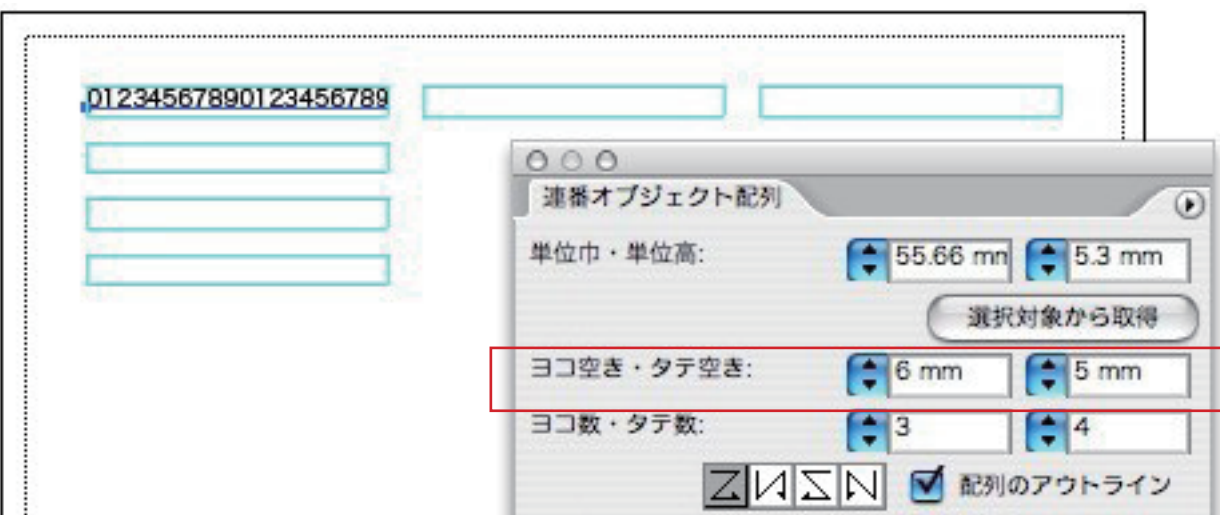 01234567890123456789
連番オブジェクト配列
単位巾・単位高: 55.66 mm 5.3 mm
選択対象から取得
ヨコ空き・タテ空き: 6 mm 5 mm
ヨコ数・タテ数: 3 4
配列のアウトライン